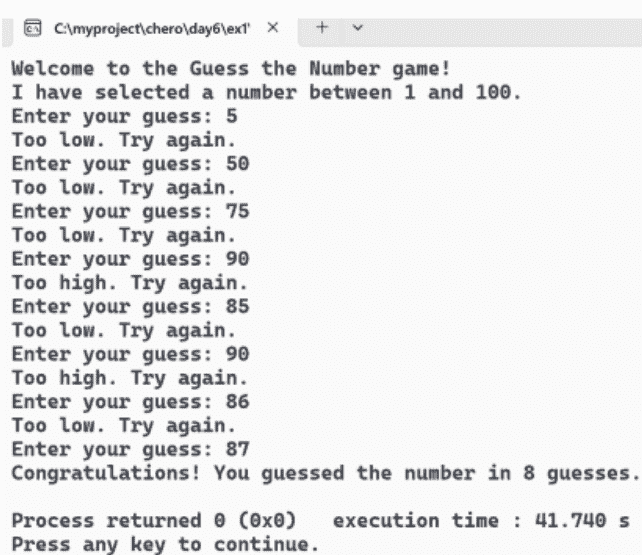 C:\myproject\chero\day6\ex1'
Welcome to the Guess the Number game!
I have selected a number between 1 and 100.
Enter your guess: 5
Too low. Try again.
Enter your guess: 50
Too low. Try again.
Enter your guess: 75
Too low. Try again.
Enter your guess: 90
Too high. Try again.
Enter your guess: 85
Too low. Try again.
Enter your guess: 90
Too high. Try again.
Enter your guess: 86
Too low. Try again.
Enter your guess: 87
Congratulations! You guessed the number in 8 guesses.
Process returned 0 (0x0)   execution time : 41.740 s
Press any key to continue.